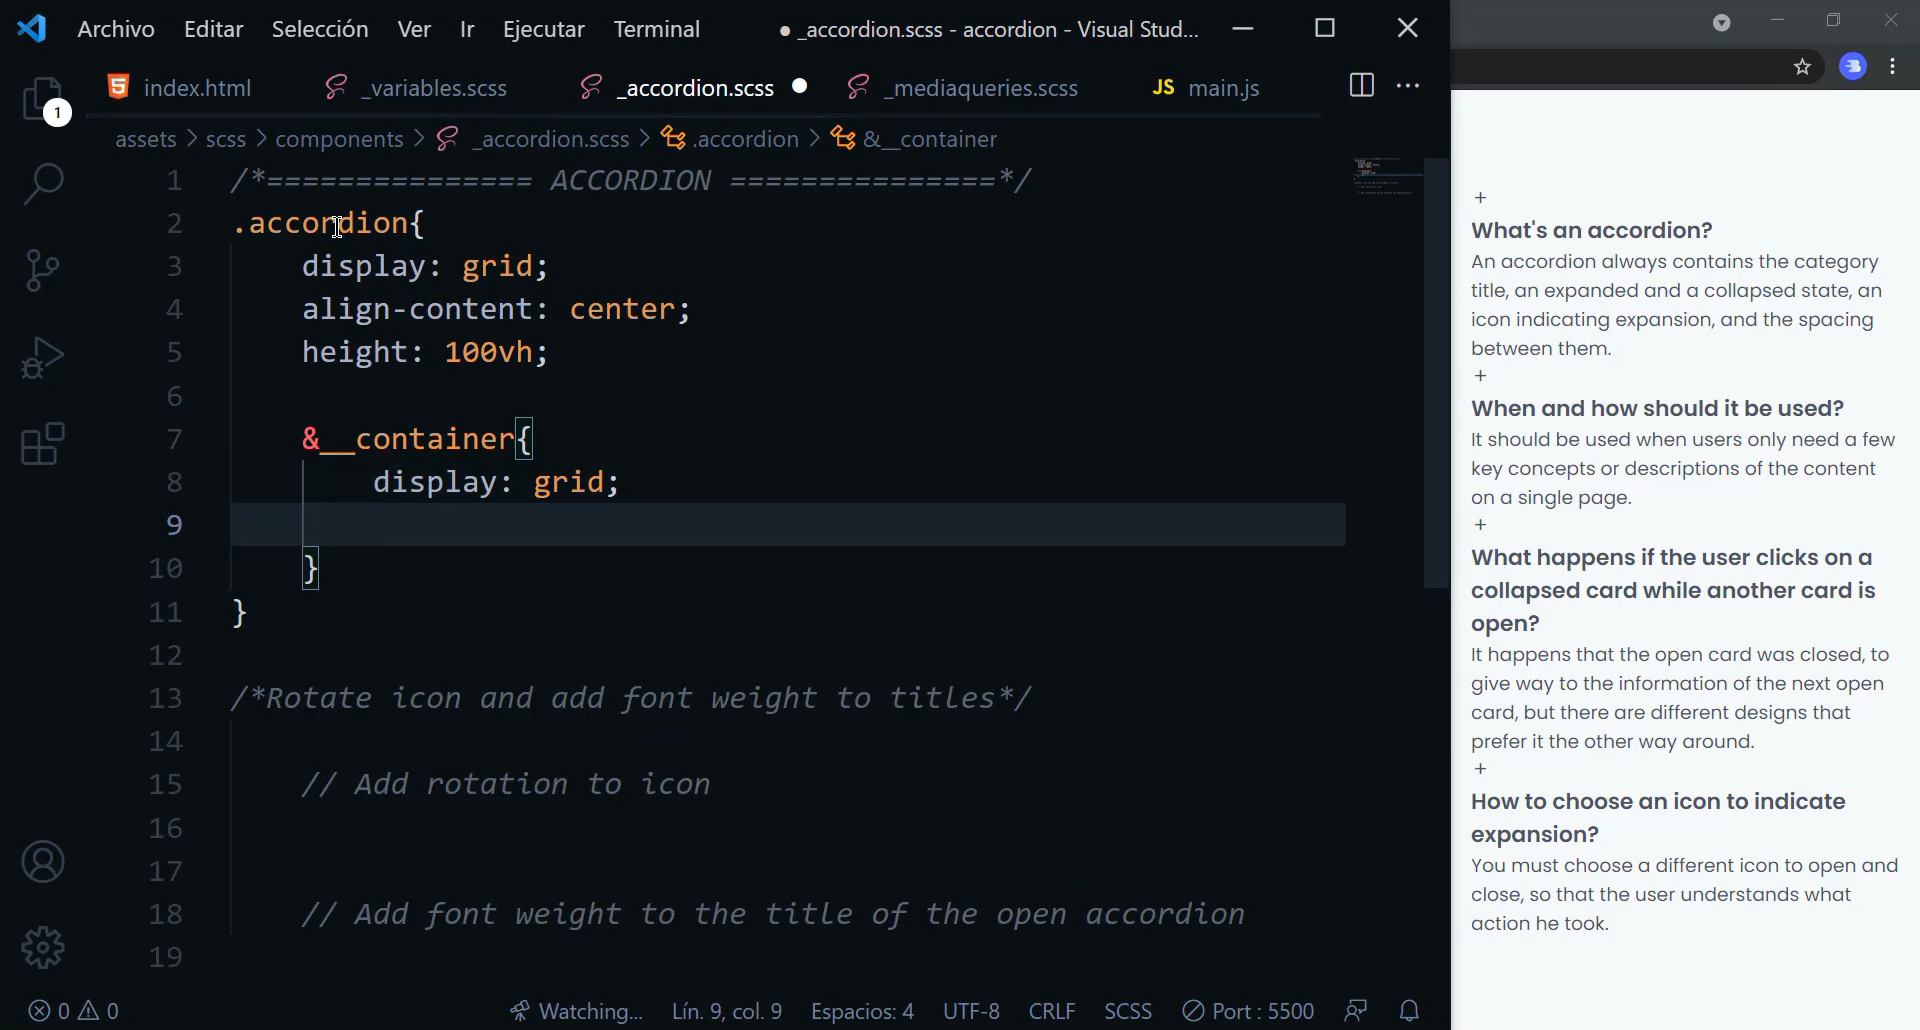 Archivo Editar Selección Ver Ir Ejecutar Terminal ● _accordion.scss - accordion - Visual Stud...
index.html _variables.scss _accordion.scss ● _mediaqueries.scss JS main.js
1
assets > scss > components > _accordion.scss > .accordion > &__container
1 /*=============== ACCORDION ===============*/
2 .accordion{
3 display: grid;
4 align-content: center;
5 height: 100vh;
6
7 &__container{
8 display: grid;
9
10 }
11 }
12
13 /*Rotate icon and add font weight to titles*/
14
15 // Add rotation to icon
16
17
18 // Add font weight to the title of the open accordion
19
0 0 Watching... Lín. 9, col. 9 Espacios: 4 UTF-8 CRLF SCSS Port : 5500
+
What's an accordion?
An accordion always contains the category
title, an expanded and a collapsed state, an
icon indicating expansion, and the spacing
between them.
+
When and how should it be used?
It should be used when users only need a few
key concepts or descriptions of the content
on a single page.
+
What happens if the user clicks on a
collapsed card while another card is
open?
It happens that the open card was closed, to
give way to the information of the next open
card, but there are different designs that
prefer it the other way around.
+
How to choose an icon to indicate
expansion?
You must choose a different icon to open and
close, so that the user understands what
action he took.